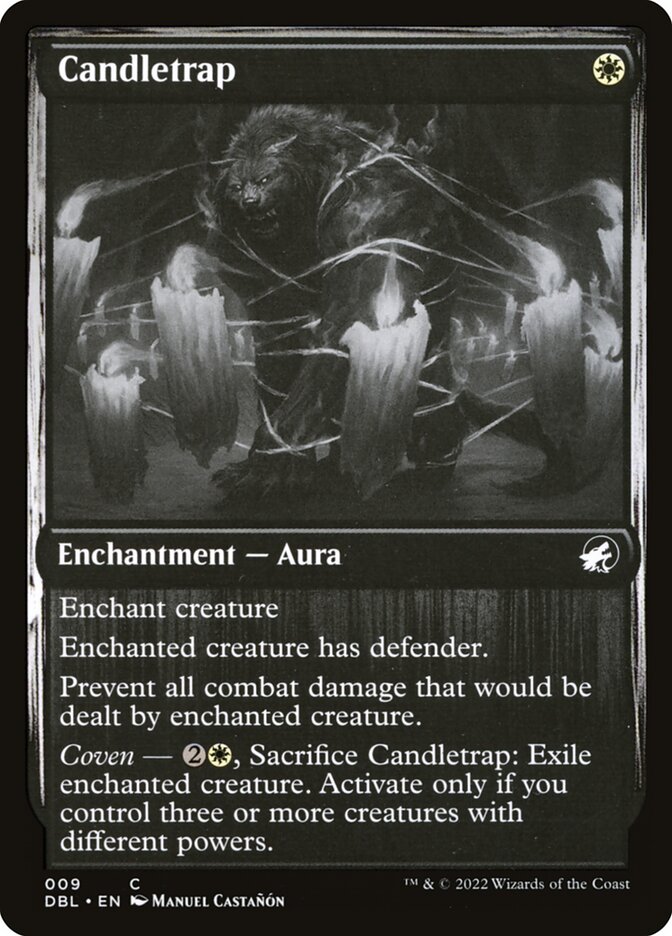 Candletrap
Enchantment — Aura
Enchant creature
Enchanted creature has defender.
Prevent all combat damage that would be
dealt by enchanted creature.
Coven — 2, Sacrifice Candletrap: Exile
enchanted creature. Activate only if you
control three or more creatures with
different powers.
009 C
DBL • EN MANUEL CASTAÑÓN
™ & © 2022 Wizards of the Coast